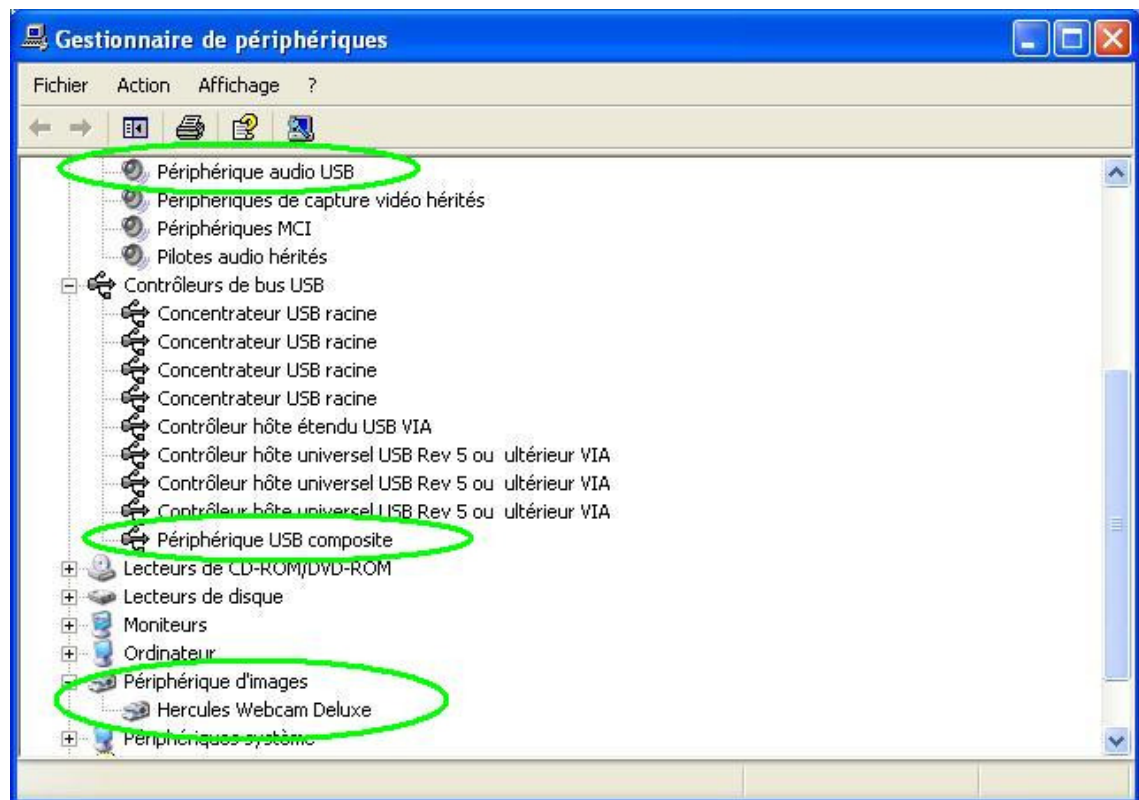 Gestionnaire de périphériques
Fichier Action Affichage ?
Périphérique audio USB
Périphériques de capture vidéo hérités
Périphériques MCI
Pilotes audio hérités
Contrôleurs de bus USB
Concentrateur USB racine
Concentrateur USB racine
Concentrateur USB racine
Concentrateur USB racine
Contrôleur hôte étendu USB VIA
Contrôleur hôte universel USB Rev 5 ou ultérieur VIA
Contrôleur hôte universel USB Rev 5 ou ultérieur VIA
Contrôleur hôte universel USB Rev 5 ou ultérieur VIA
Périphérique USB composite
Lecteurs de CD-ROM/DVD-ROM
Lecteurs de disque
Moniteurs
Ordinateur
Périphérique d'images
Hercules Webcam Deluxe
Périphériques système